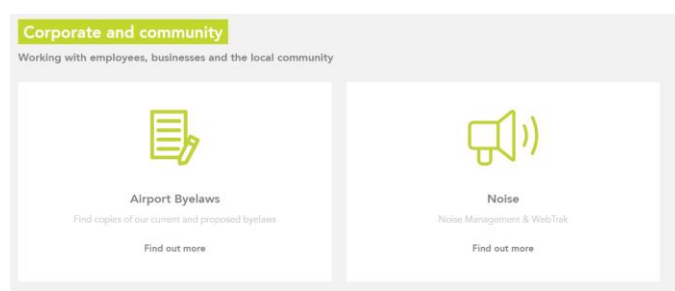 Corporate and community
Working with employees, businesses and the local community
Airport Byelaws
Find copies of our current and proposed byelaws
Find out more
Noise
Noise Management & WebTrak
Find out more